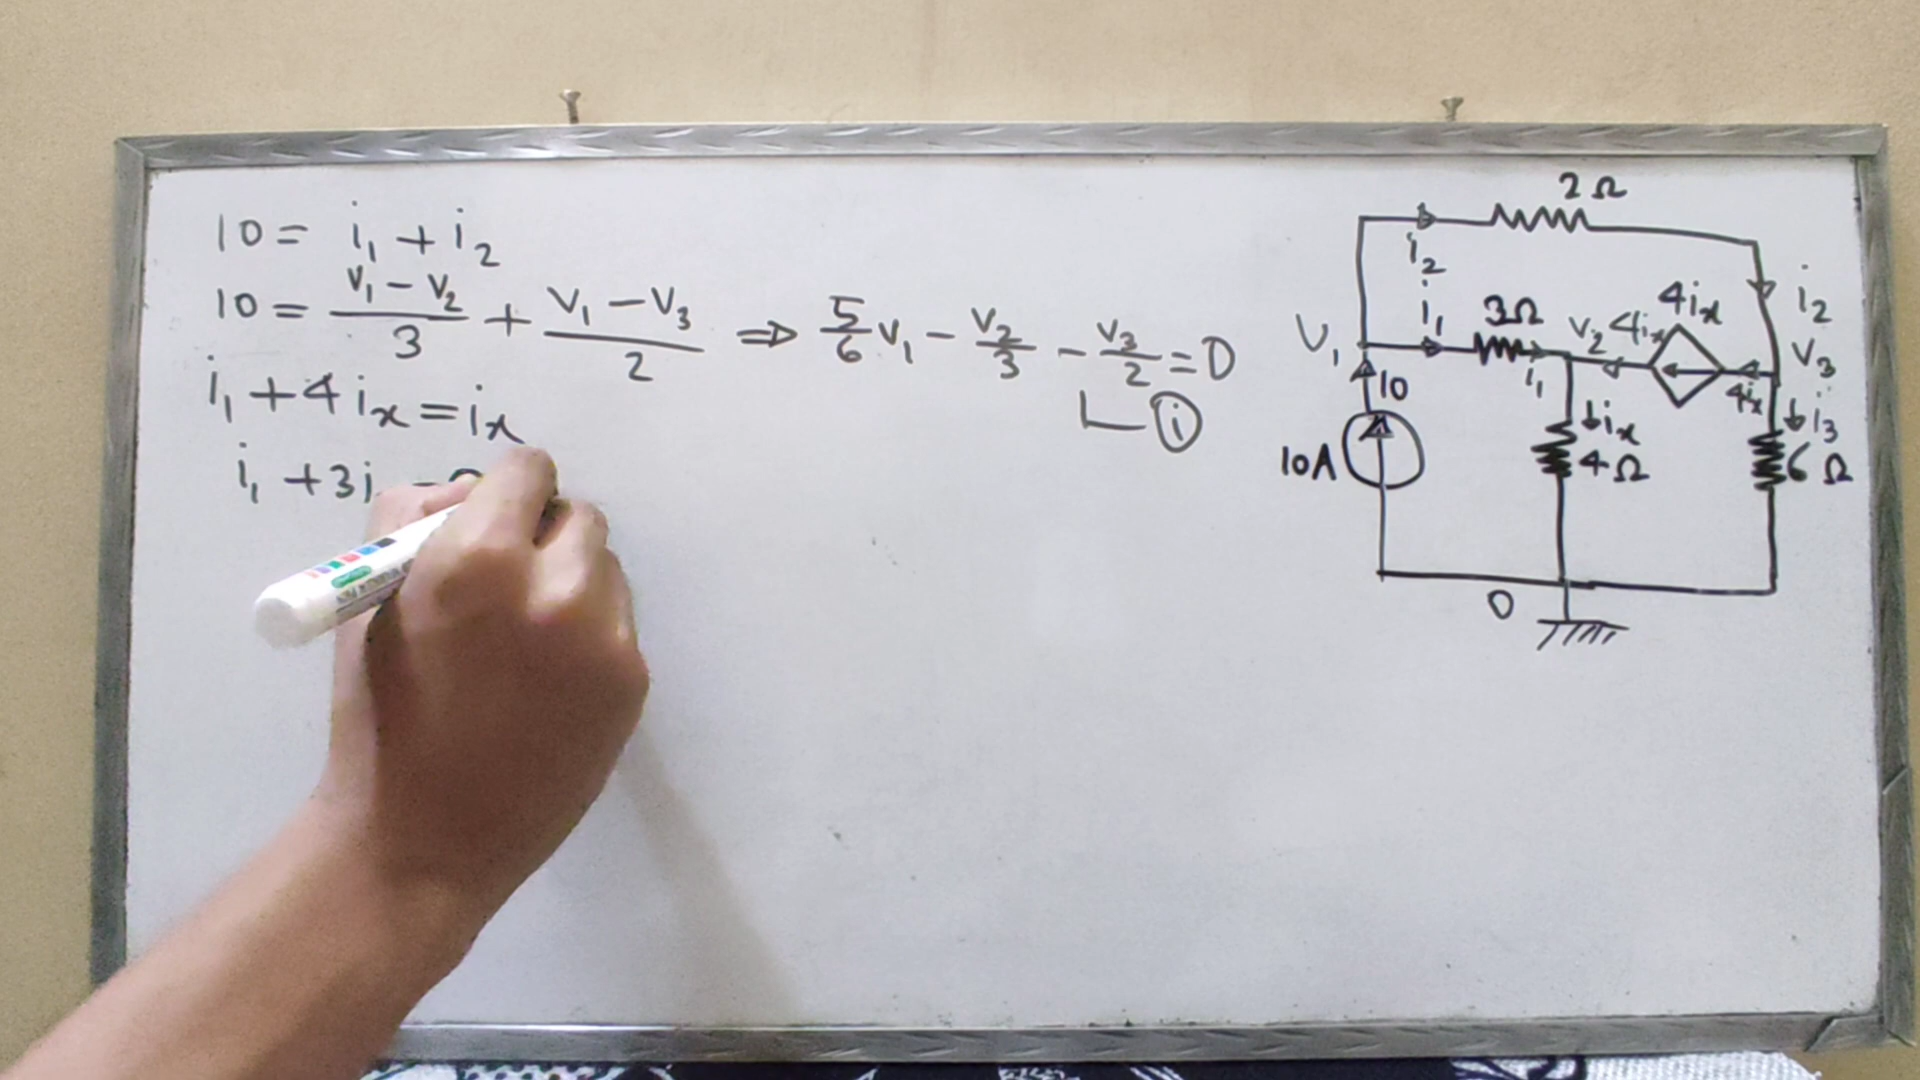 10 = i₁ + i₂
10 = (v₁ - v₂)/3 + (v₁ - v₃)/2 ⇒ 5/6 v₁ - v₂/3 - v₃/2 = 0
(i)
i₁ + 4iₓ = iₓ
i₁ + 3i
2Ω
i₂
i₂
4iₓ
i₁
3Ω
v₂
4iₓ
V₁
v₃
i₁
4iₓ
10
10A
iₓ
4Ω
i₃
6Ω
0